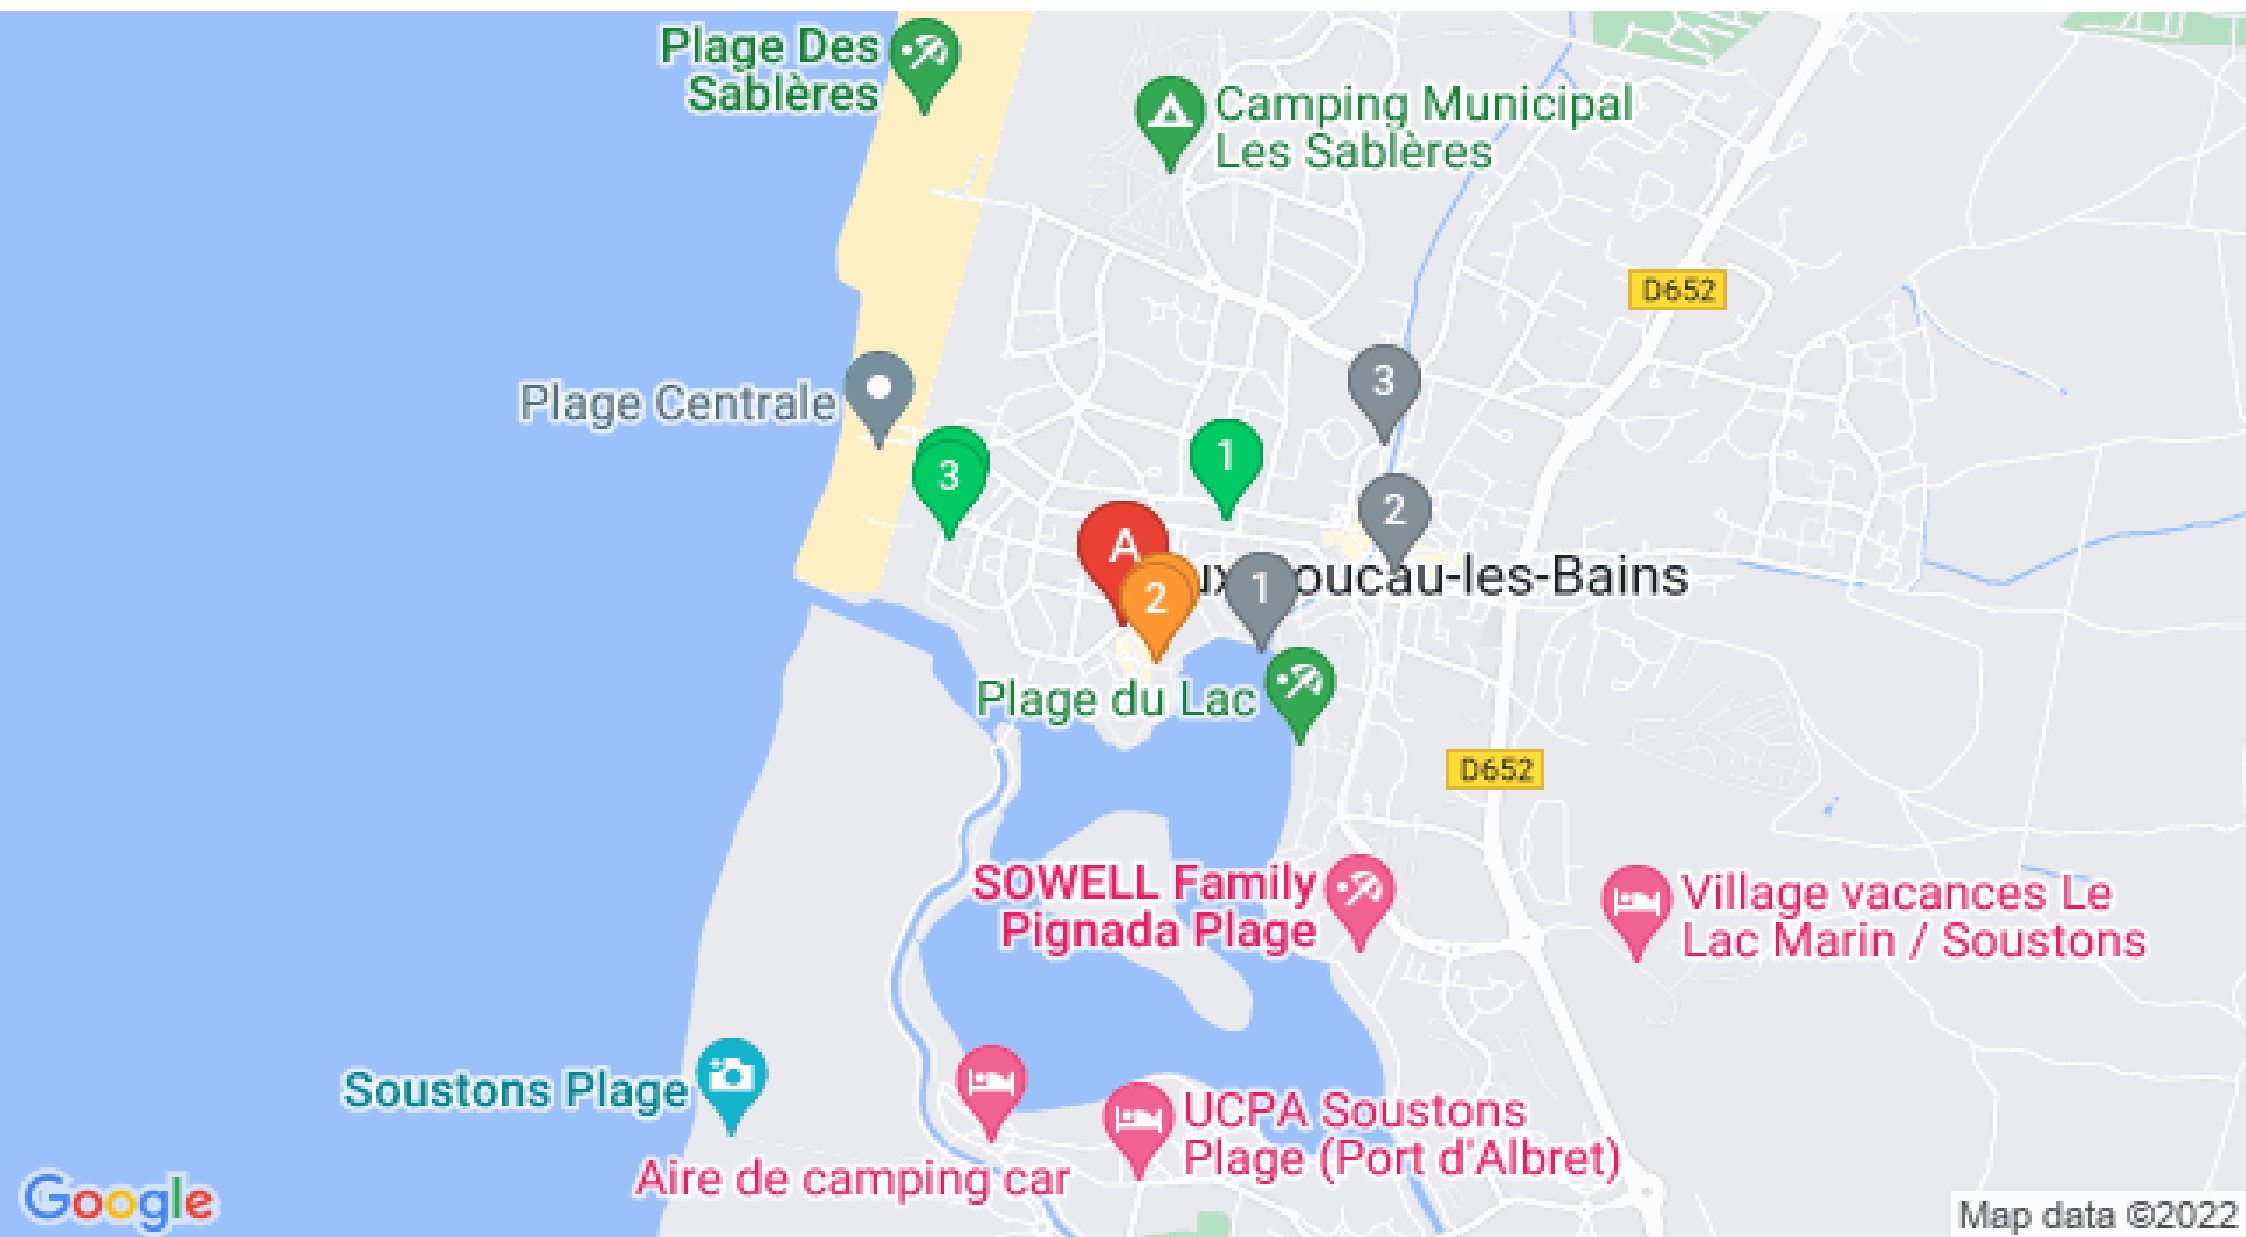 Plage Des
Sablères
Camping Municipal
Les Sablères
D652
Plage Centrale
3
1
3
2
A
2
1
oucau-les-Bains
Plage du Lac
D652
SOWELL Family
Pignada Plage
Village vacances Le
Lac Marin / Soustons
Soustons Plage
UCPA Soustons
Plage (Port d'Albret)
Aire de camping car
Google
Map data ©2022